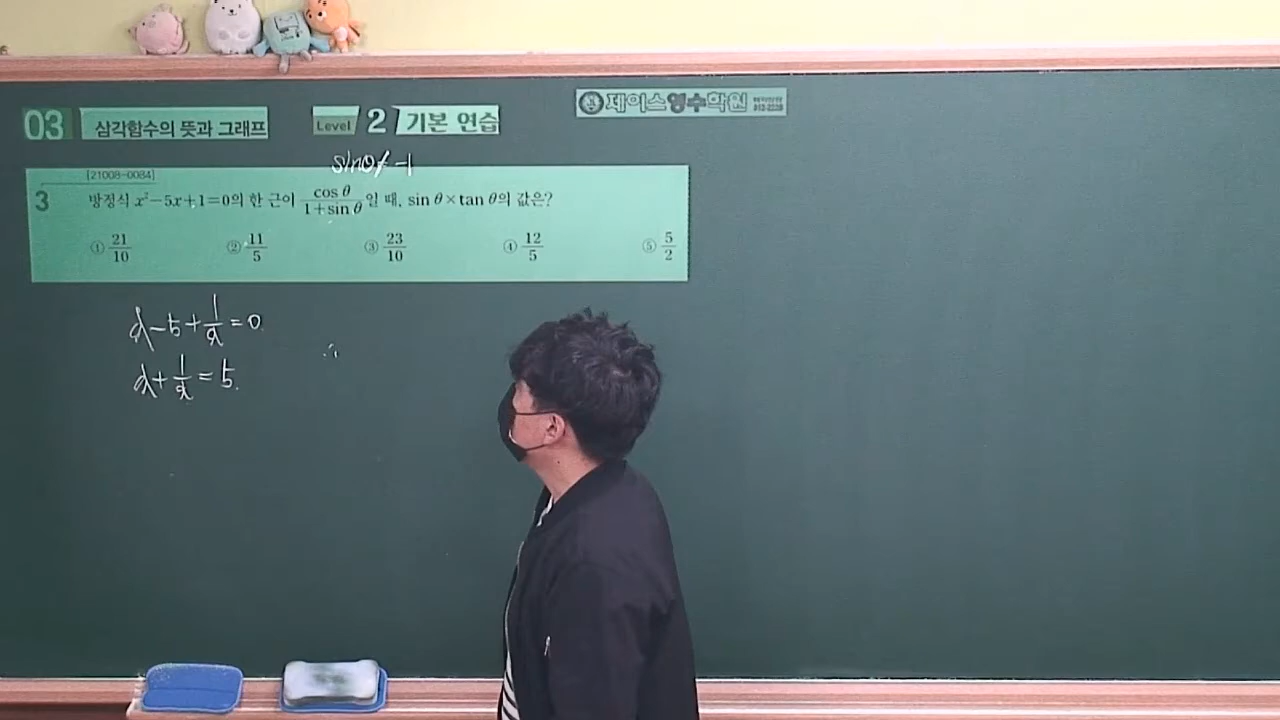 03 삼각함수의 뜻과 그래프 Level 2 기본 연습
제이스영수학원
sinθ≠-1
[21008-0084]
3 방정식 x²-5x+1=0의 한 근이 cosθ/(1+sinθ)일 때, sinθ×tanθ의 값은?
① 21/10 ② 11/5 ③ 23/10 ④ 12/5 ⑤ 5/2
x-5+1/x=0
x+1/x=5.
∴